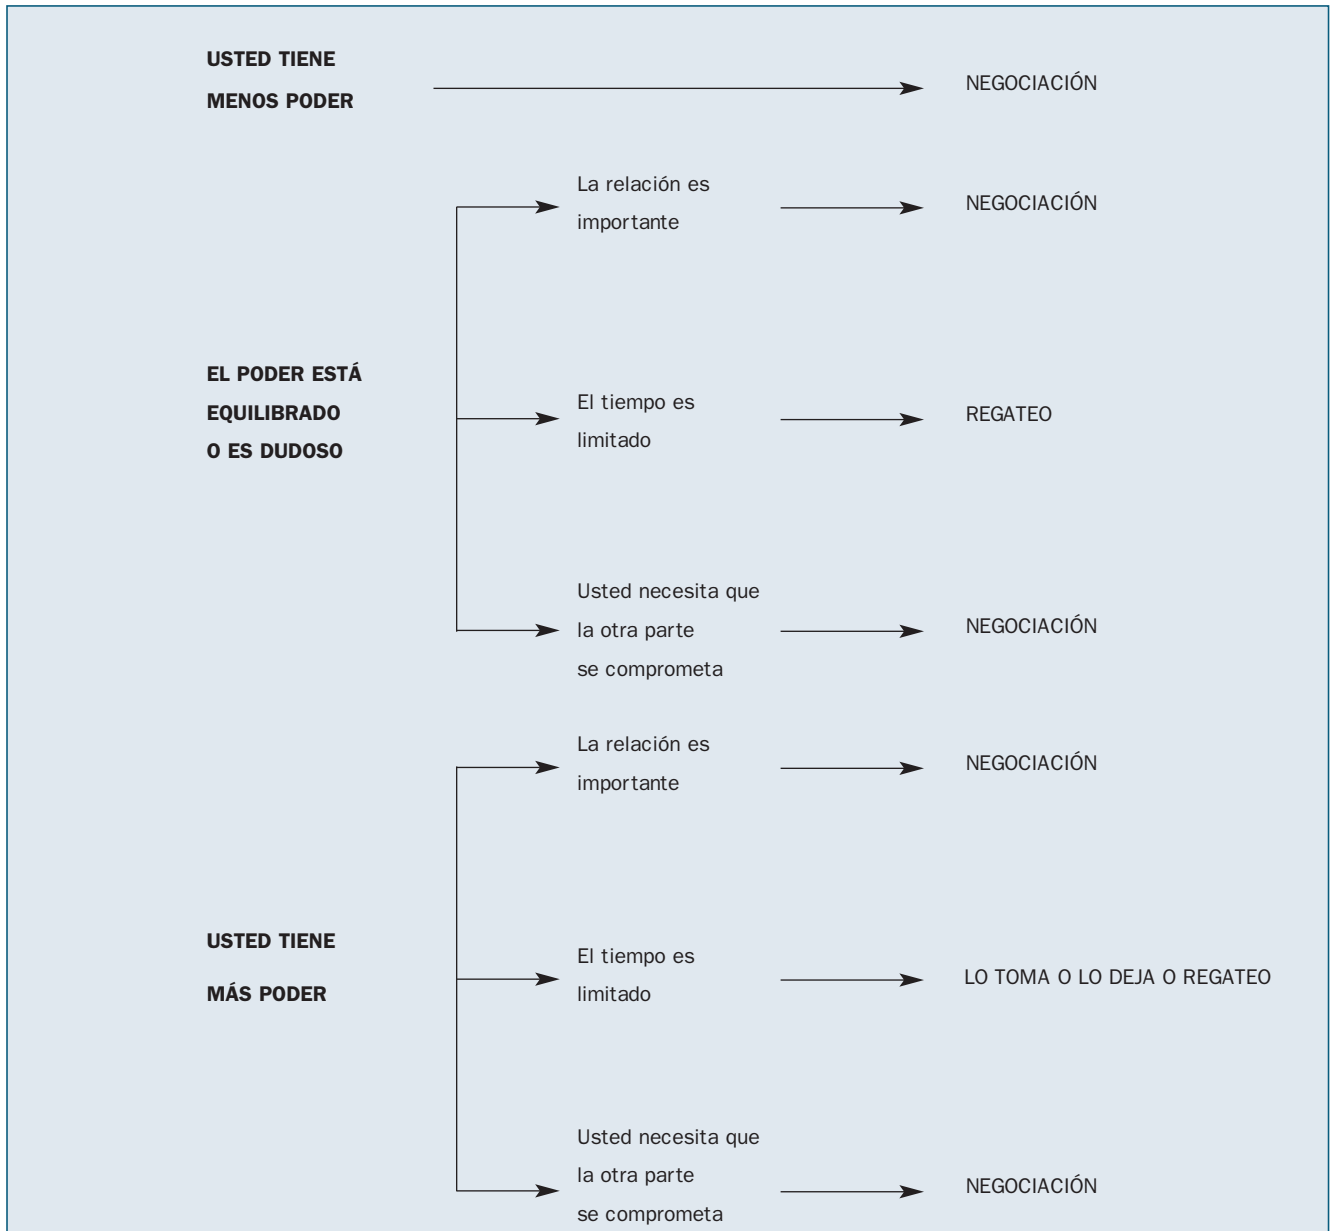 USTED TIENE
MENOS PODER
NEGOCIACIÓN
La relación es
importante
NEGOCIACIÓN
EL PODER ESTÁ
EQUILIBRADO
O ES DUDOSO
El tiempo es
limitado
REGATEO
Usted necesita que
la otra parte
se comprometa
NEGOCIACIÓN
La relación es
importante
NEGOCIACIÓN
USTED TIENE
MÁS PODER
El tiempo es
limitado
LO TOMA O LO DEJA O REGATEO
Usted necesita que
la otra parte
se comprometa
NEGOCIACIÓN